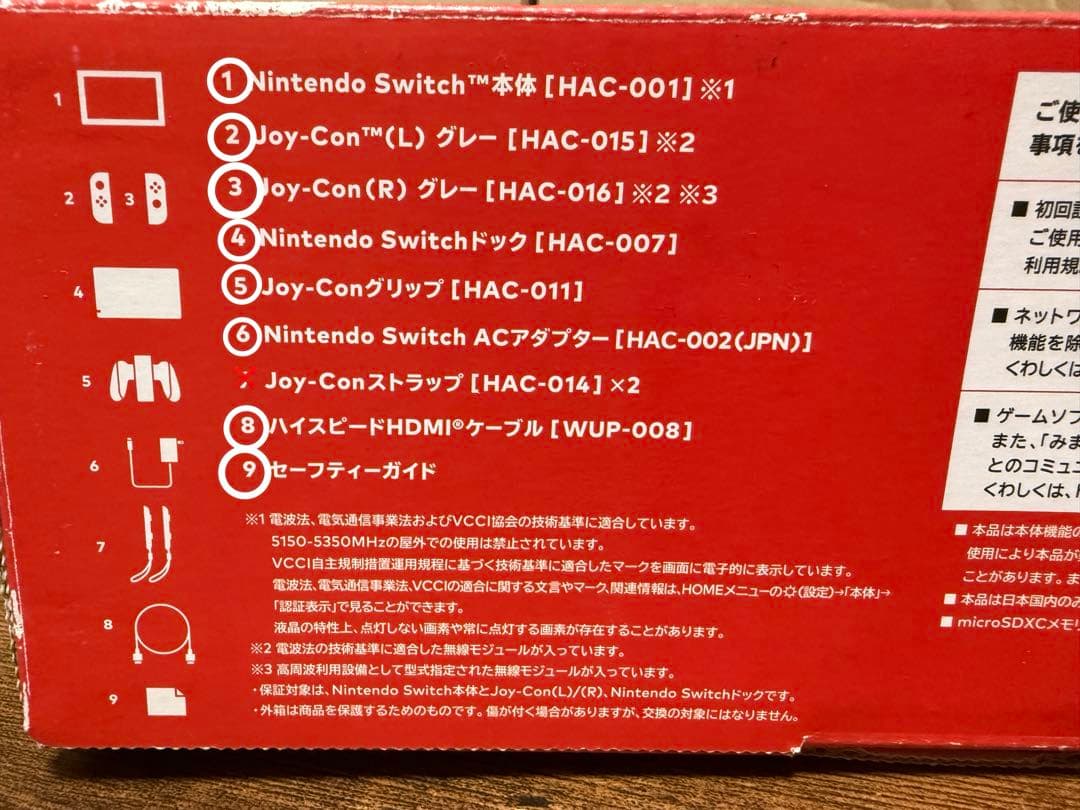 1
2 3
4
5
6
7
8
9
① Nintendo Switch™本体 [HAC-001] ※1
② Joy-Con™(L) グレー [HAC-015] ※2
③ Joy-Con(R) グレー [HAC-016] ※2 ※3
④ Nintendo Switchドック [HAC-007]
⑤ Joy-Conグリップ [HAC-011]
⑥ Nintendo Switch ACアダプター [HAC-002(JPN)]
Joy-Conストラップ [HAC-014] ×2
⑧ ハイスピードHDMI®ケーブル [WUP-008]
⑨ セーフティーガイド
※1 電波法、電気通信事業法およびVCCI協会の技術基準に適合しています。
5150-5350MHzの屋外での使用は禁止されています。
VCCI自主規制措置運用規程に基づく技術基準に適合したマークを画面に電子的に表示しています。
電波法、電気通信事業法、VCCIの適合に関する文言やマーク、関連情報は、HOMEメニューの(設定)→「本体」→
「認証表示」で見ることができます。
液晶の特性上、点灯しない画素や常に点灯する画素が存在することがあります。
※2 電波法の技術基準に適合した無線モジュールが入っています。
※3 高周波利用設備として型式指定された無線モジュールが入っています。
・保証対象は、Nintendo Switch本体とJoy-Con(L)/(R)、Nintendo Switchドックです。
・外箱は商品を保護するためのものです。傷が付く場合がありますが、交換の対象にはなりません。
ご使
事項
■ 初回
ご使用
利用規
■ ネットワ
機能を除
くわしくは
■ ゲームソフ
また、「みま
とのコミュニ
くわしくは、
■ 本品は本体機能の
使用により本品が
ことがあります。ま
■ 本品は日本国内のみ
■ microSDXCメモリ